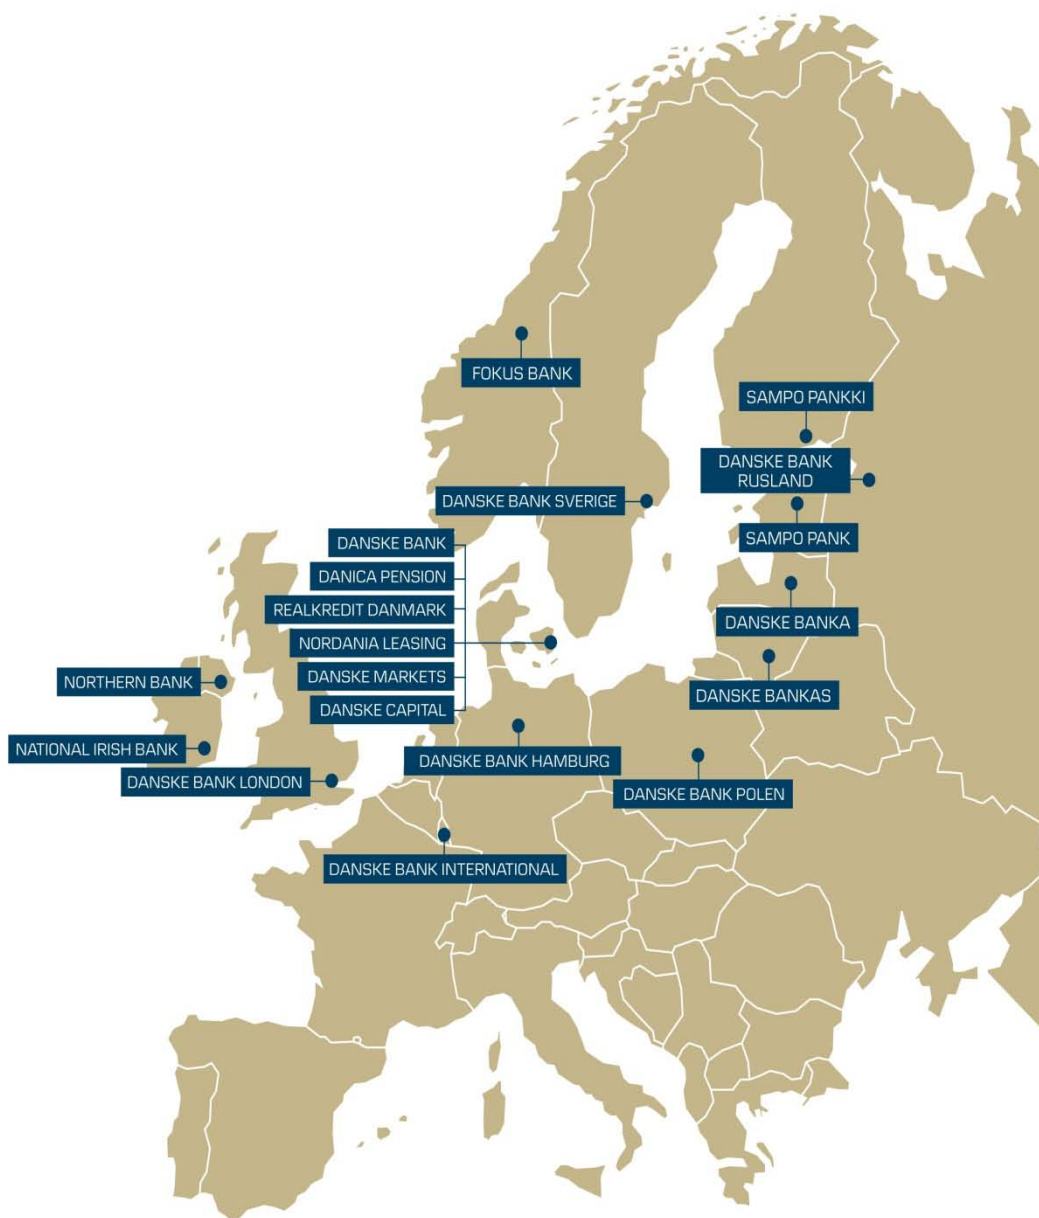 FOKUS BANK
SAMPO PANKKI
DANSKE BANK
RUSLAND
DANSKE BANK SVERIGE
SAMPO PANK
DANSKE BANK
DANICA PENSION
REALKREDIT DANMARK
NORDANIA LEASING
DANSKE MARKETS
DANSKE CAPITAL
DANSKE BANKA
DANSKE BANKAS
NORTHERN BANK
NATIONAL IRISH BANK
DANSKE BANK LONDON
DANSKE BANK HAMBURG
DANSKE BANK POLEN
DANSKE BANK INTERNATIONAL